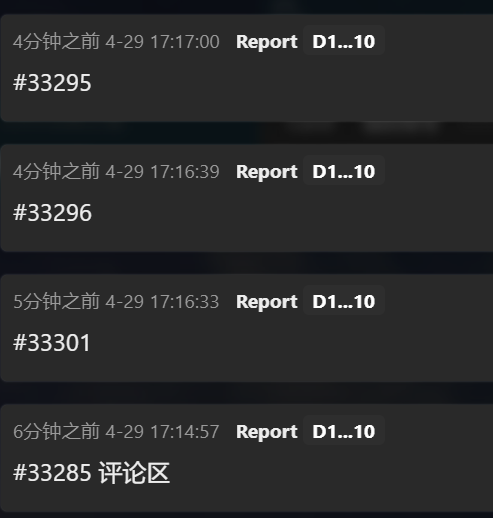 4分钟之前 4-29 17:17:00 Report D1...10
#33295
4分钟之前 4-29 17:16:39 Report D1...10
#33296
5分钟之前 4-29 17:16:33 Report D1...10
#33301
6分钟之前 4-29 17:14:57 Report D1...10
#33285 评论区